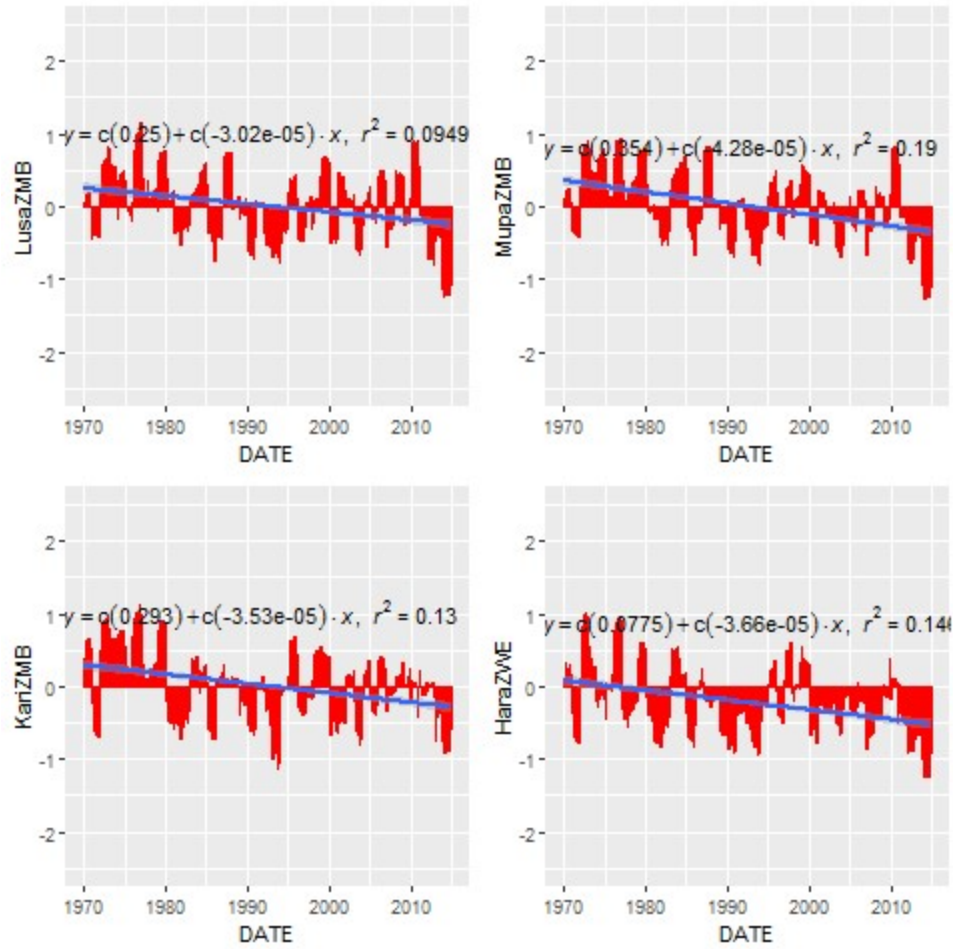 2
1
0
-1
-2
LusaZMB
y = c(0.25) + c(-3.02e-05) · x, r² = 0.0949
1970 1980 1990 2000 2010
DATE
2
1
0
-1
-2
MupaZMB
y = c(0.354) + c(-4.28e-05) · x, r² = 0.19
1970 1980 1990 2000 2010
DATE
2
1
0
-1
-2
KariZMB
y = c(0.293) + c(-3.53e-05) · x, r² = 0.13
1970 1980 1990 2000 2010
DATE
2
1
0
-1
-2
HaraZWE
y = c(0.0775) + c(-3.66e-05) · x, r² = 0.146
1970 1980 1990 2000 2010
DATE